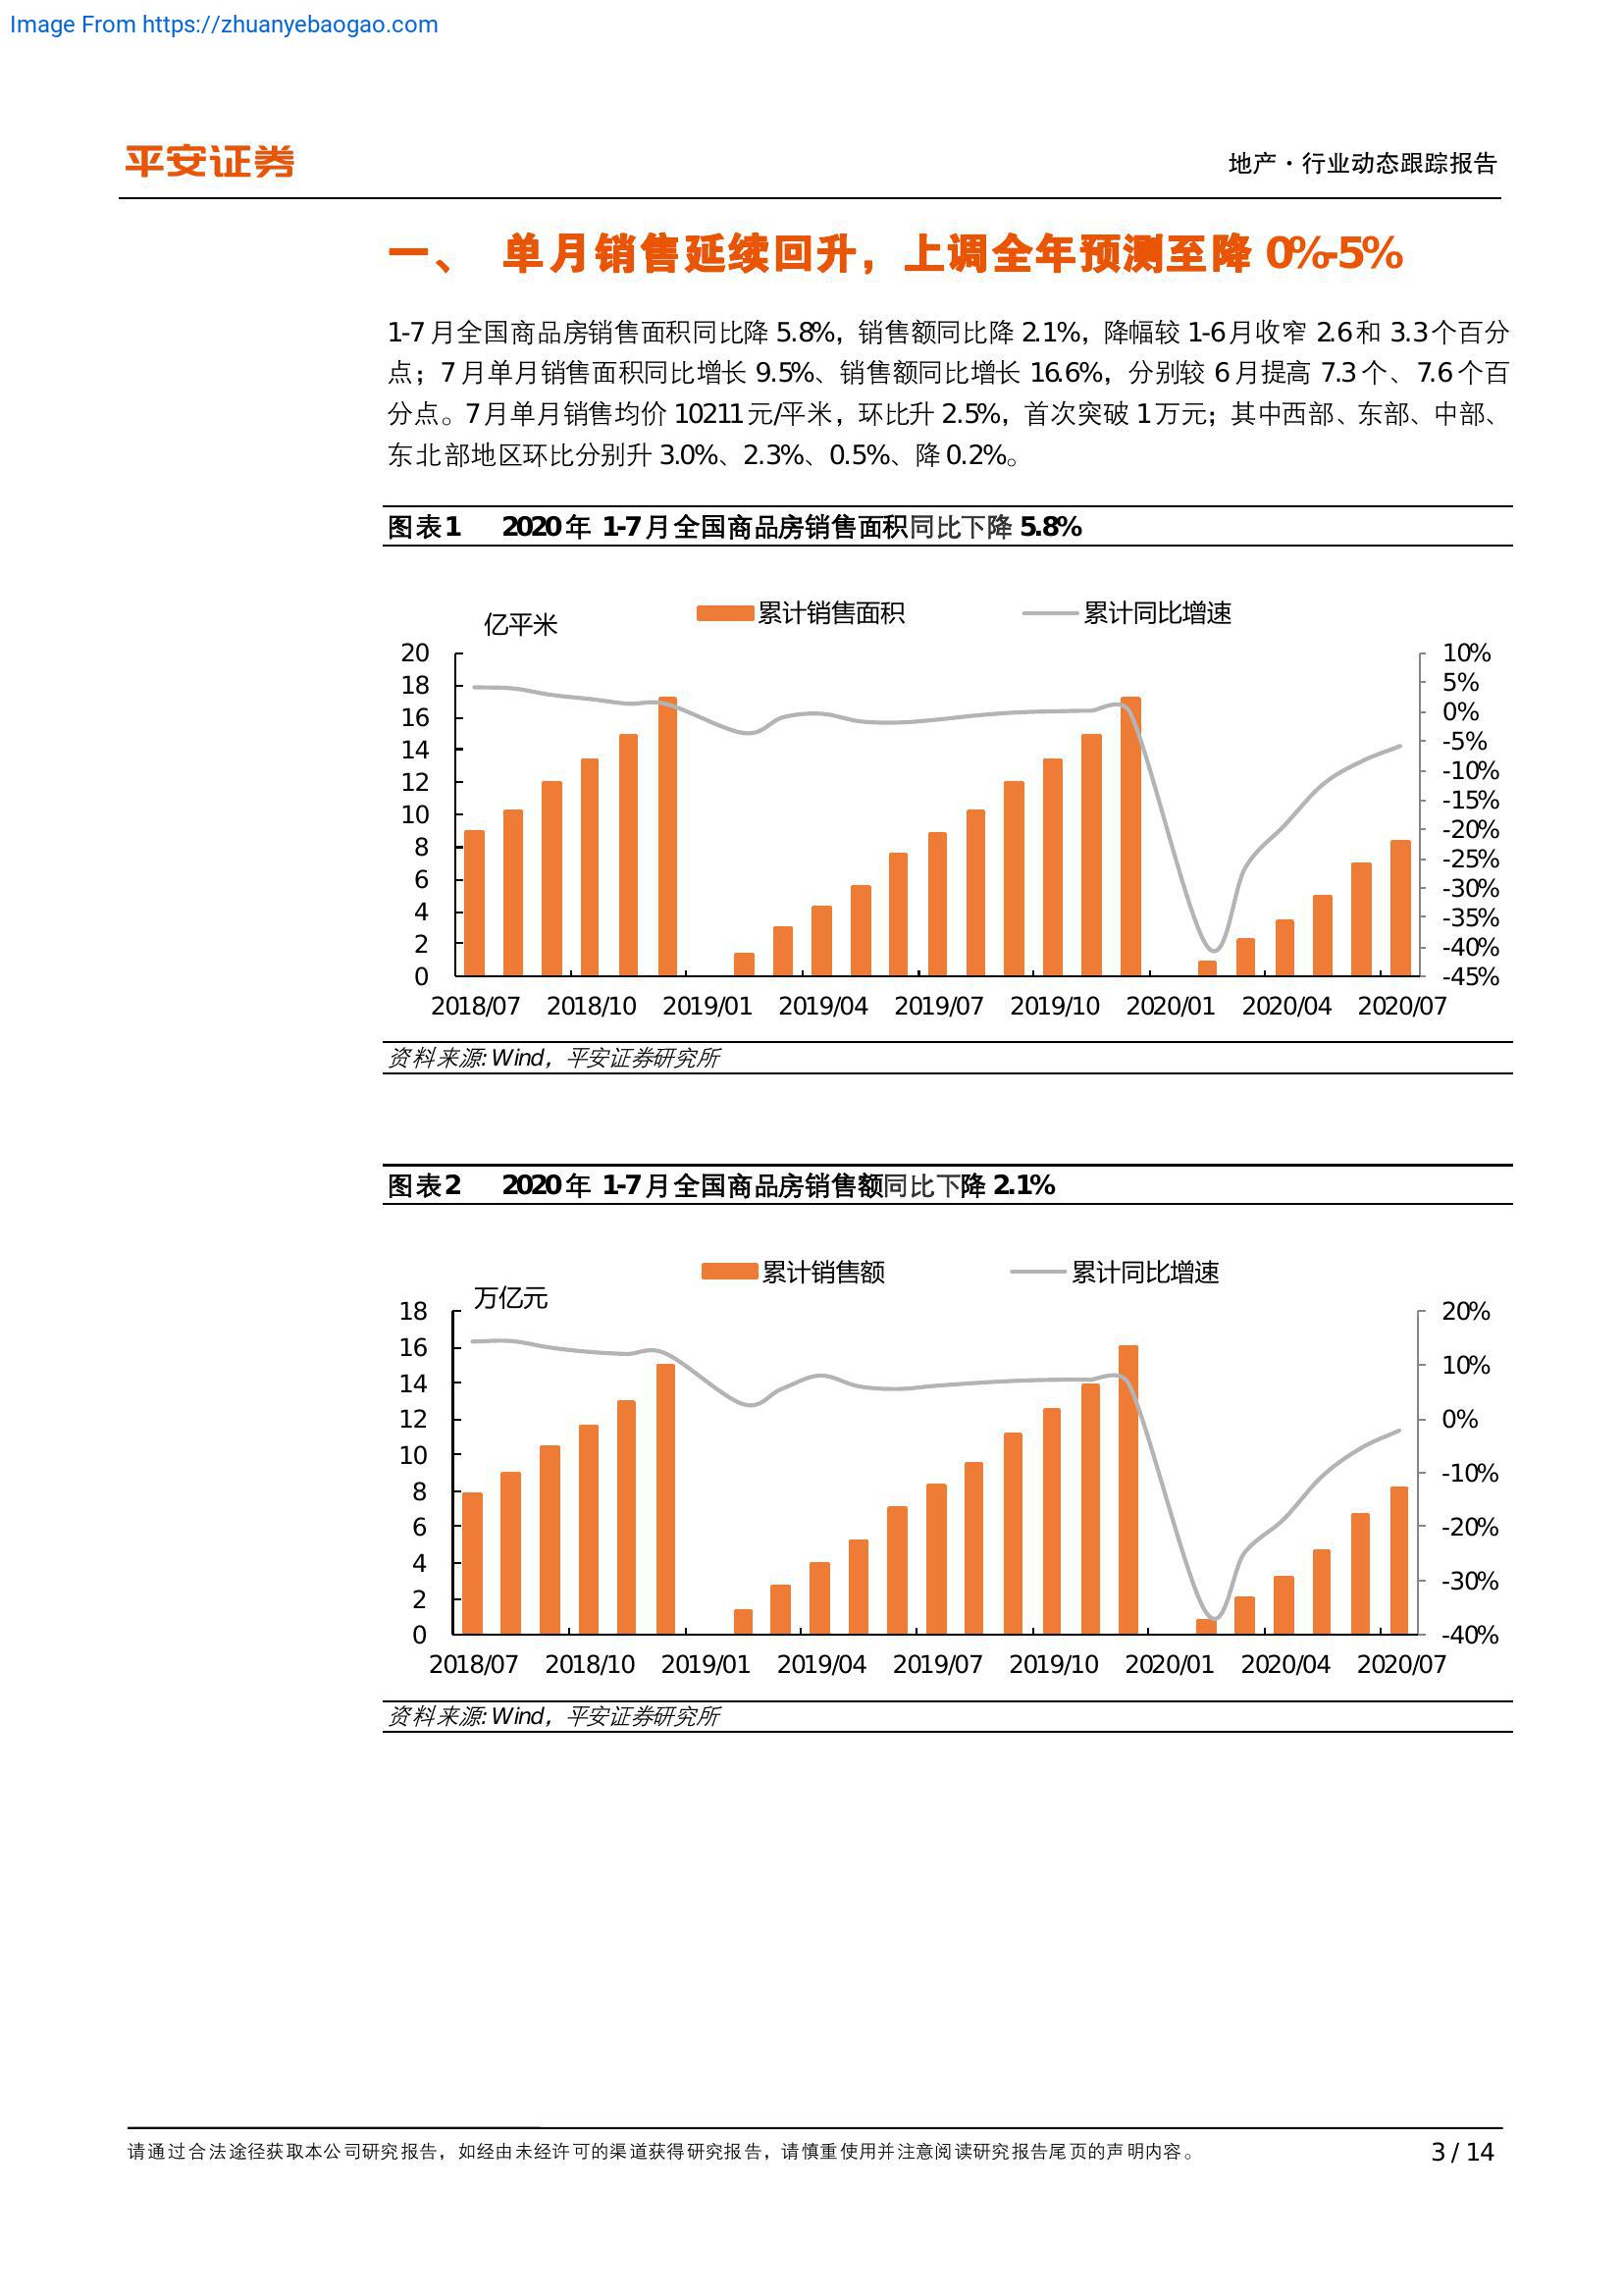 Image From https://zhuanyebaogao.com
平安证券
地产·行业动态跟踪报告
一、 单月销售延续回升，上调全年预测至降 0%-5%
1-7 月全国商品房销售面积同比降 5.8%，销售额同比降 2.1%，降幅较 1-6 月收窄 2.6 和 3.3 个百分
点；7 月单月销售面积同比增长 9.5%、销售额同比增长 16.6%，分别较 6 月提高 7.3 个、7.6 个百
分点。7 月单月销售均价 10211 元/平米，环比升 2.5%，首次突破 1 万元；其中西部、东部、中部、
东北部地区环比分别升 3.0%、2.3%、0.5%、降 0.2%。
图表1 2020 年 1-7 月全国商品房销售面积同比下降 5.8%
亿平米 累计销售面积 累计同比增速
20 10%
18 5%
16 0%
14 -5%
12 -10%
10 -15%
8 -20%
6 -25%
4 -30%
2 -35%
0 -40%
-45%
2018/07 2018/10 2019/01 2019/04 2019/07 2019/10 2020/01 2020/04 2020/07
资料来源: Wind，平安证券研究所
图表2 2020 年 1-7 月全国商品房销售额同比下降 2.1%
万亿元 累计销售额 累计同比增速
18 20%
16 10%
14 0%
12 -10%
10 -20%
8 -30%
6 -40%
4
2
0
2018/07 2018/10 2019/01 2019/04 2019/07 2019/10 2020/01 2020/04 2020/07
资料来源: Wind，平安证券研究所
请通过合法途径获取本公司研究报告，如经由未经许可的渠道获得研究报告，请慎重使用并注意阅读研究报告尾页的声明内容。 3 / 14